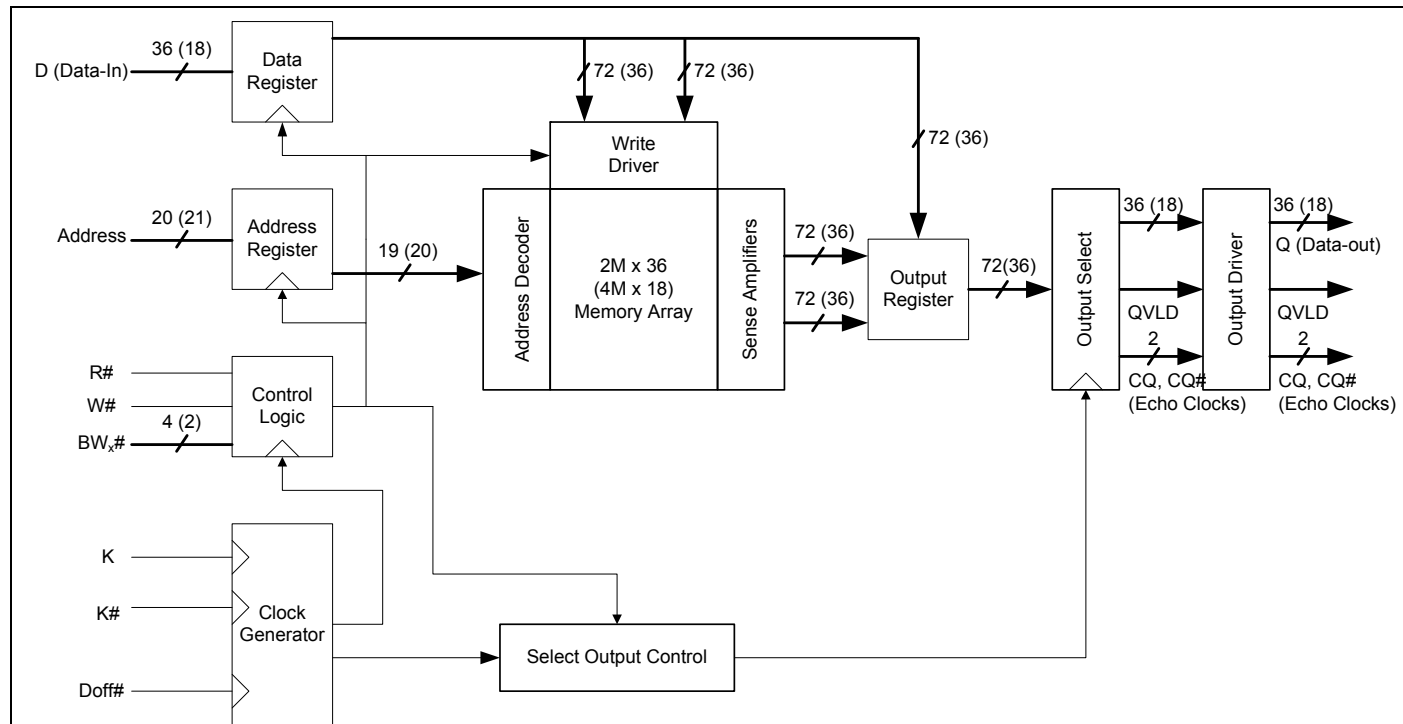 36 (18)
D (Data-In)
Data
Register
72 (36)
72 (36)
72 (36)
Write
Driver
20 (21)
Address
Address
Register
19 (20)
Address Decoder
2M x 36
(4M x 18)
Memory Array
Sense Amplifiers
72 (36)
72 (36)
Output
Register
72(36)
Output Select
36 (18)
QVLD
2
CQ, CQ#
(Echo Clocks)
Output Driver
36 (18)
Q (Data-out)
QVLD
2
CQ, CQ#
(Echo Clocks)
R#
W#
4 (2)
BWx#
Control
Logic
K
K#
Doff#
Clock
Generator
Select Output Control